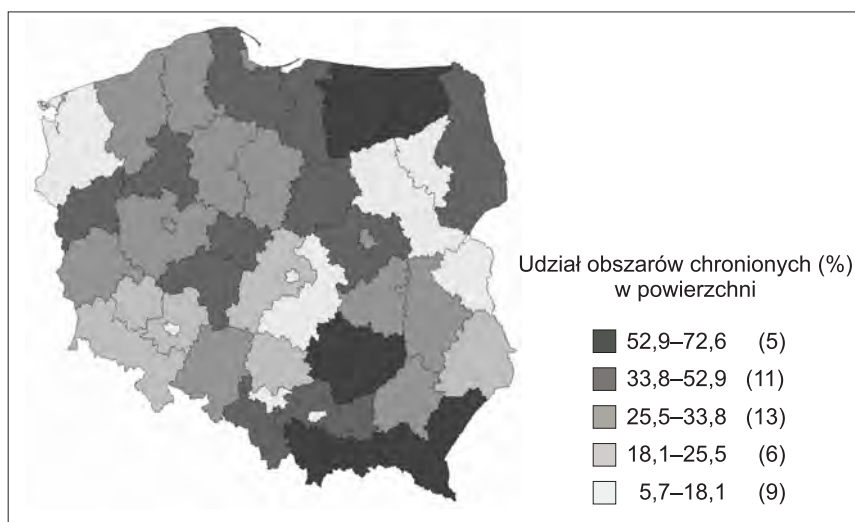 Udział obszarów chronionych (%)
w powierzchni
52,9–72,6 (5)
33,8–52,9 (11)
25,5–33,8 (13)
18,1–25,5 (6)
5,7–18,1 (9)